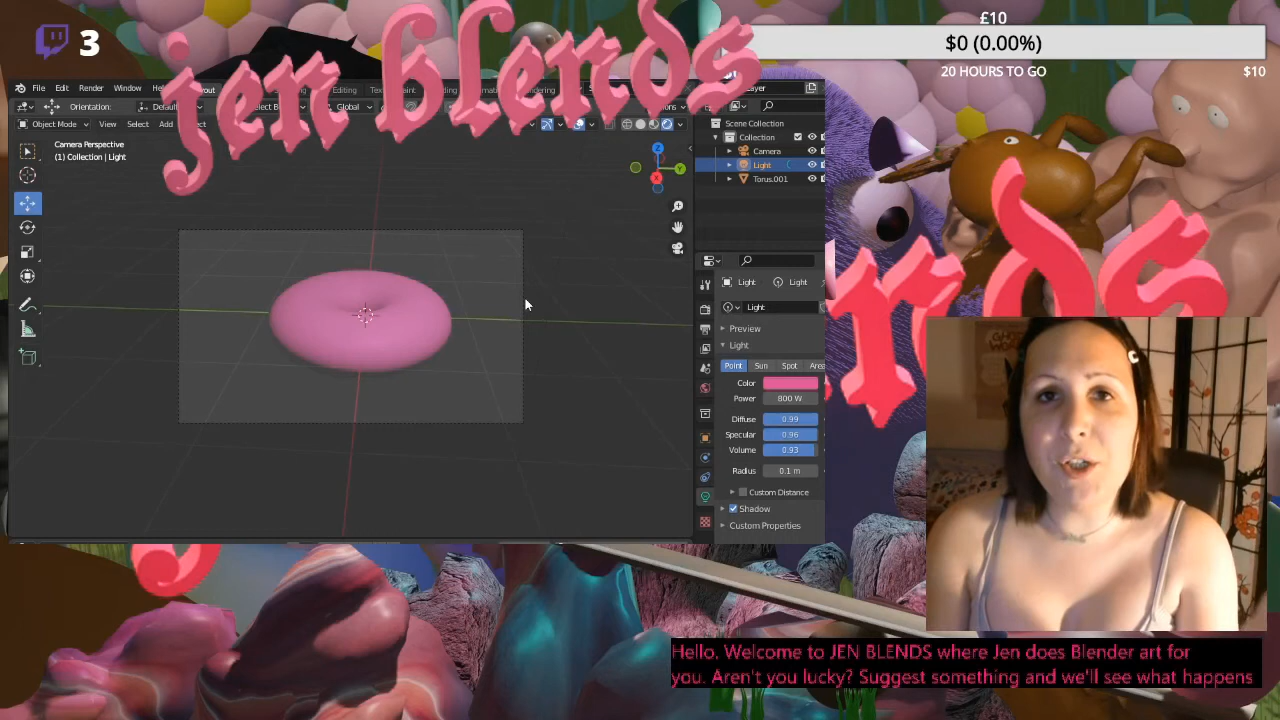 3
jen blends
£10
$0 (0.00%)
20 HOURS TO GO
$10
File Edit Render Window
Editing
Layer
Orientation:
Global
Object Mode View Select Add
Scene Collection
Collection
Camera
Light
Torus.001
Camera Perspective
(1) Collection | Light
Light Light
Light
Preview
Light
Point Sun Spot Area
Color
Power 800 W
Diffuse 0.99
Specular 0.96
Volume 0.93
Radius 0.1 m
Custom Distance
Shadow
Custom Properties
Hello. Welcome to JEN BLENDS where Jen does Blender art for
you. Aren't you lucky? Suggest something and we'll see what happens